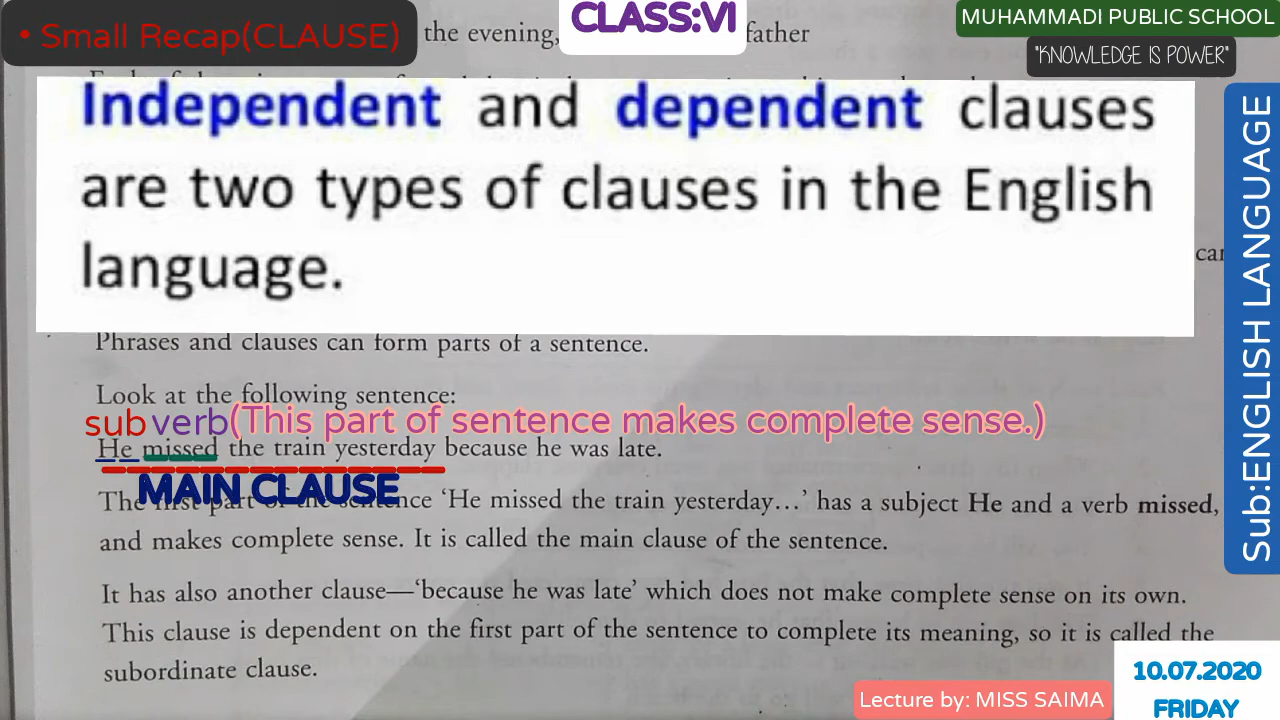 • Small Recap(CLAUSE)
the evening,
father
CLASS:VI
MUHAMMADI PUBLIC SCHOOL
"KNOWLEDGE IS POWER"
Independent and dependent clauses
are two types of clauses in the English
language.
Sub:ENGLISH LANGUAGE
Phrases and clauses can form parts of a sentence.
Look at the following sentence:
sub verb(This part of sentence makes complete sense.)
He missed the train yesterday because he was late.
MAIN CLAUSE
The first part of the sentence ‘He missed the train yesterday...’ has a subject He and a verb missed,
and makes complete sense. It is called the main clause of the sentence.
It has also another clause—‘because he was late’ which does not make complete sense on its own.
This clause is dependent on the first part of the sentence to complete its meaning, so it is called the
subordinate clause.
Lecture by: MISS SAIMA
10.07.2020
FRIDAY